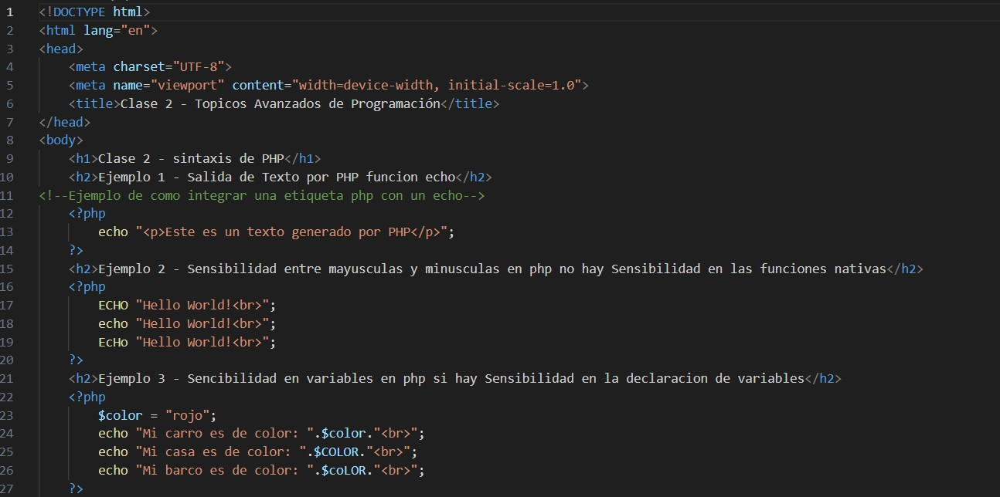 1 <!DOCTYPE html>
2 <html lang="en">
3 <head>
4     <meta charset="UTF-8">
5     <meta name="viewport" content="width=device-width, initial-scale=1.0">
6     <title>Clase 2 - Topicos Avanzados de Programación</title>
7 </head>
8 <body>
9     <h1>Clase 2 - sintaxis de PHP</h1>
10     <h2>Ejemplo 1 - Salida de Texto por PHP funcion echo</h2>
11 <!--Ejemplo de como integrar una etiqueta php con un echo-->
12     <?php
13         echo "<p>Este es un texto generado por PHP</p>";
14     ?>
15     <h2>Ejemplo 2 - Sensibilidad entre mayusculas y minusculas en php no hay Sensibilidad en las funciones nativas</h2>
16     <?php
17         ECHO "Hello World!<br>";
18         echo "Hello World!<br>";
19         EcHo "Hello World!<br>";
20     ?>
21     <h2>Ejemplo 3 - Sencibilidad en variables en php si hay Sensibilidad en la declaracion de variables</h2>
22     <?php
23         $color = "rojo";
24         echo "Mi carro es de color: ".$color."<br>";
25         echo "Mi casa es de color: ".$COLOR."<br>";
26         echo "Mi barco es de color: ".$coLOR."<br>";
27     ?>